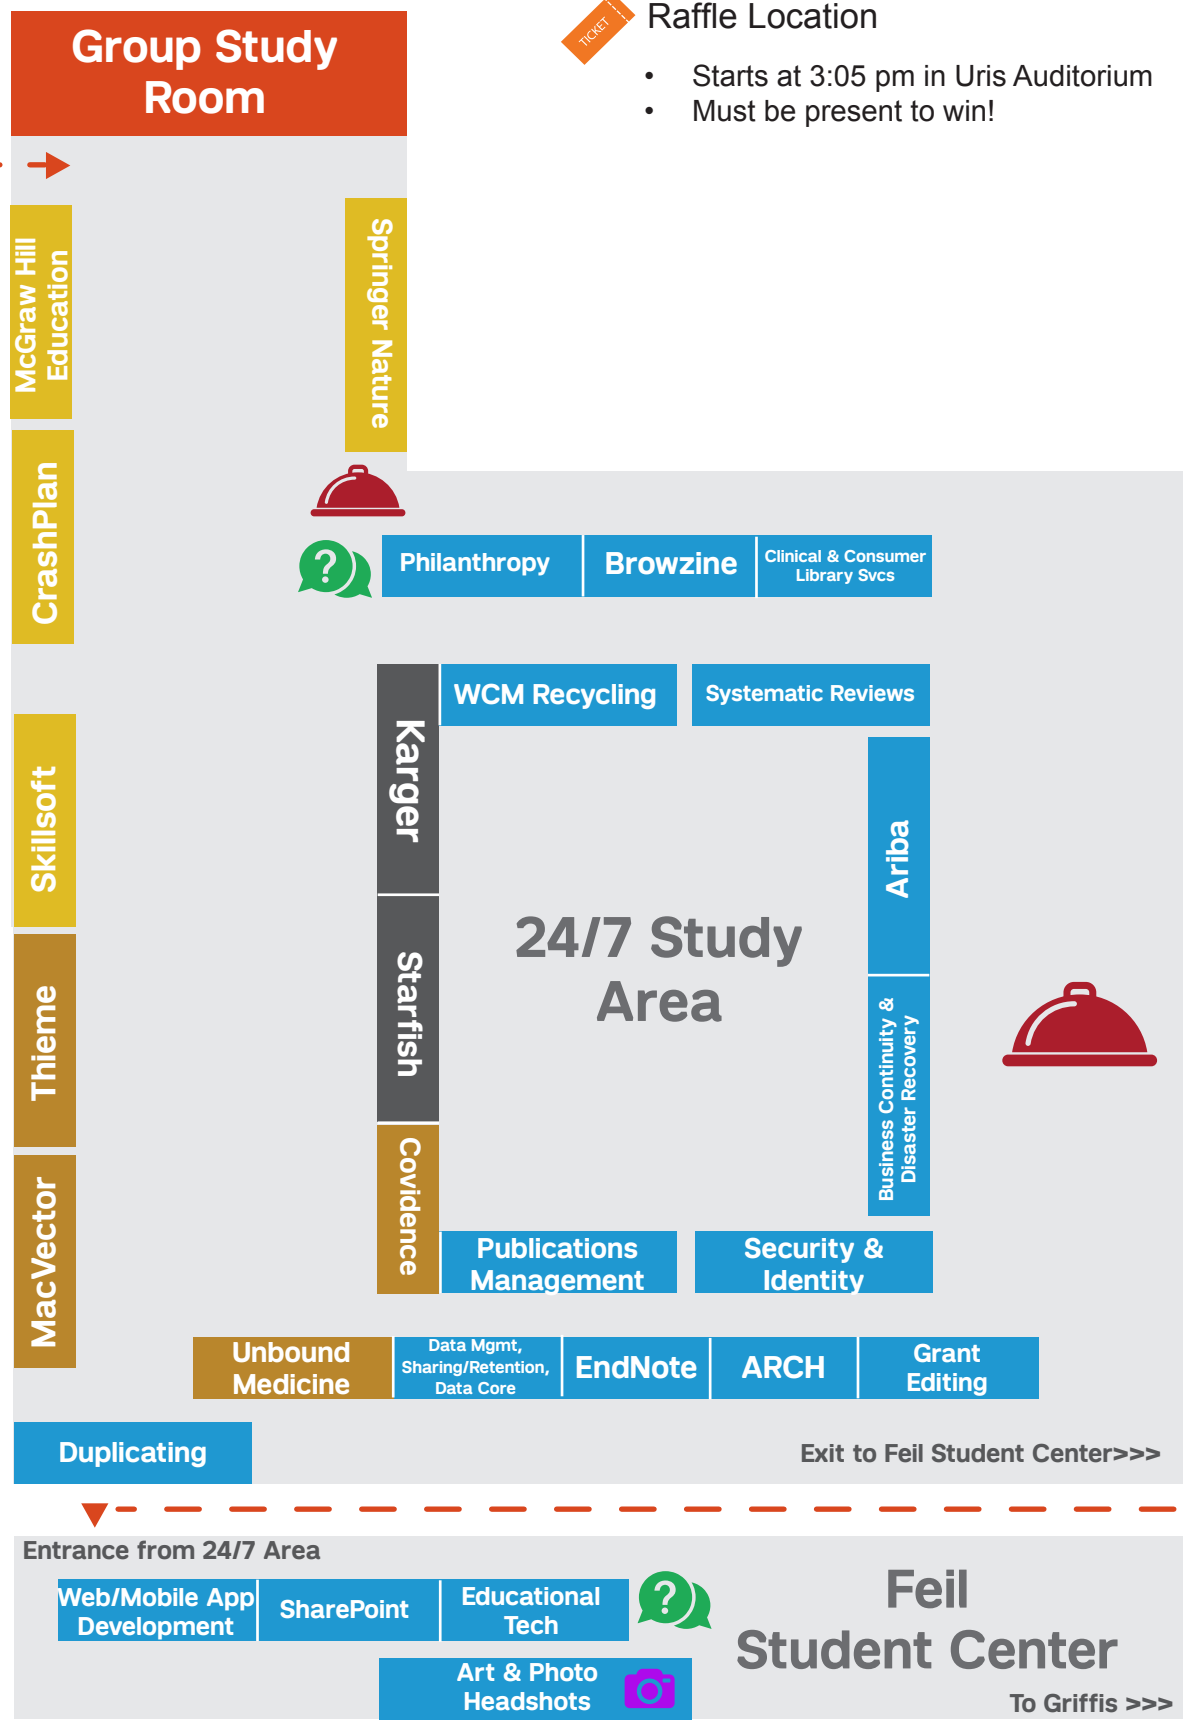 Group Study
Room
TICKET
Raffle Location
• Starts at 3:05 pm in Uris Auditorium
• Must be present to win!
McGraw Hill
Education
Springer Nature
CrashPlan
?
Philanthropy
Browzine
Clinical & Consumer
Library Svcs
WCM Recycling
Systematic Reviews
Karger
Skillsoft
Ariba
24/7 Study
Area
Starfish
Thieme
Business Continuity &
Disaster Recovery
Covidence
MacVector
Publications
Management
Security &
Identity
Unbound
Medicine
Data Mgmt,
Sharing/Retention,
Data Core
EndNote
ARCH
Grant
Editing
Duplicating
Exit to Feil Student Center>>>
Entrance from 24/7 Area
Web/Mobile App
Development
SharePoint
Educational
Tech
?
Feil
Student Center
Art & Photo
Headshots
To Griffis >>>